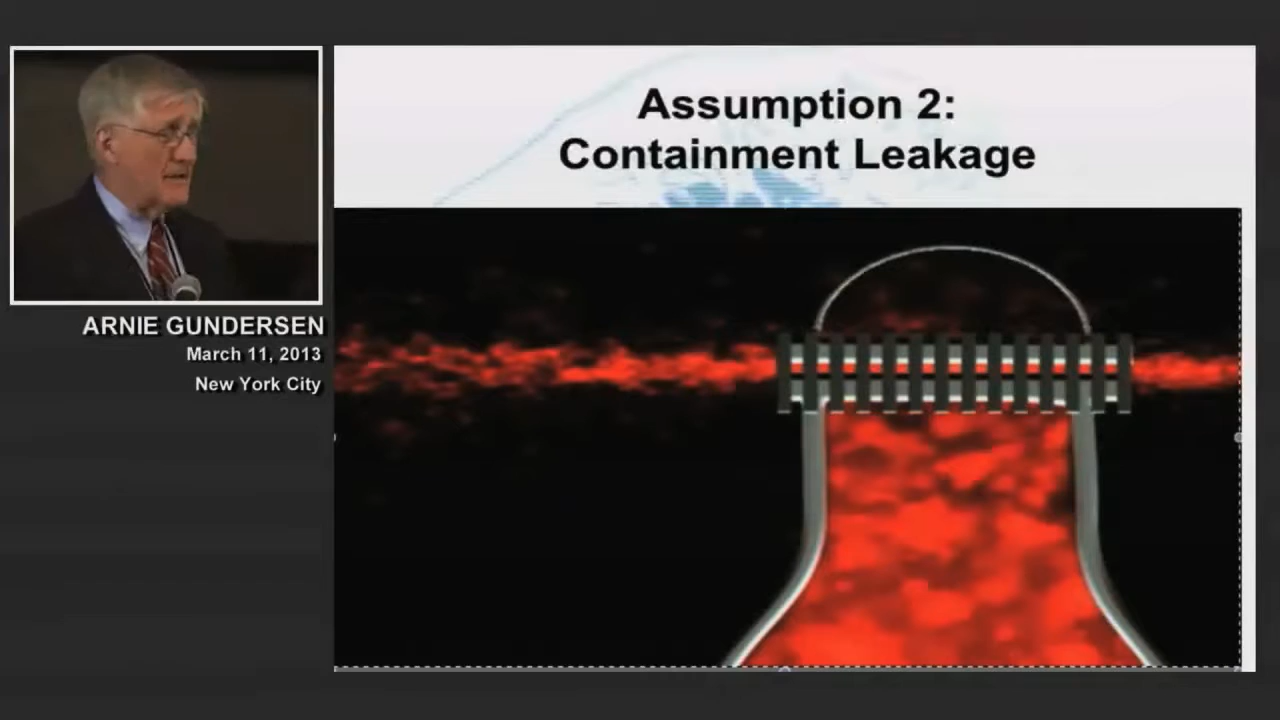 Assumption 2:
Containment Leakage
ARNIE GUNDERSEN
March 11, 2013
New York City